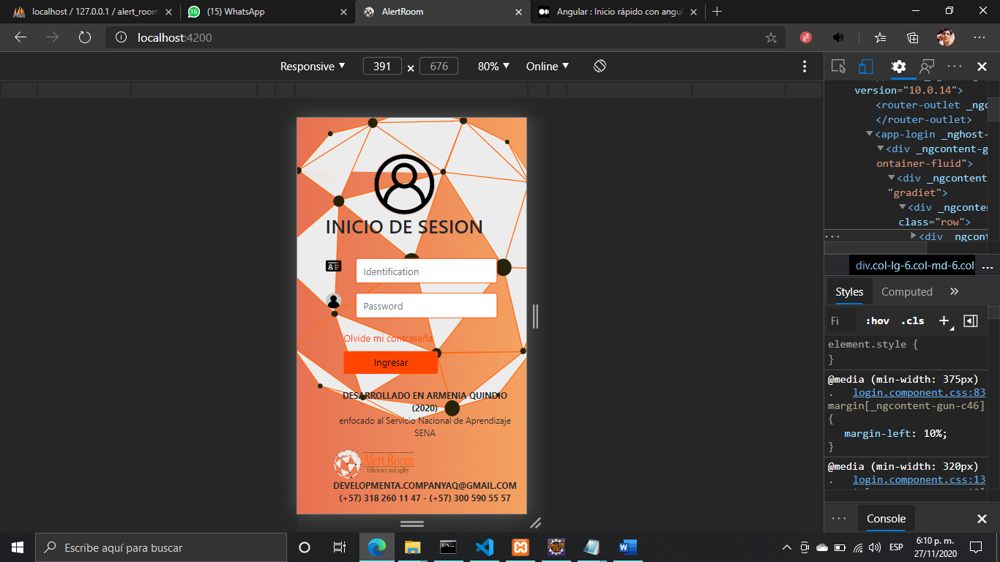 localhost / 127.0.0.1 / alert_room
(15) WhatsApp
AlertRoom
Angular : Inicio rápido con angul
localhost:4200
Responsive
391
×
676
80%
Online
version="10.0.14">
<router-outlet _ngc
</router-outlet>
<app-login _nghost-
<div _ngcontent-g
ontainer-fluid">
<div _ngcontent
"gradiet">
<div _ngconten
class="row">
<div _ngcont
div.col-lg-6.col-md-6.col
Styles
Computed
Fi
:hov
.cls
element.style {
}
@media (min-width: 375px)
. login.component.css:83
margin[_ngcontent-gun-c46]
{
margin-left: 10%;
}
@media (min-width: 320px)
. login.component.css:13
Console
INICIO DE SESION
Identification
Password
Olvide mi contraseña
Ingresar
DESARROLLADO EN ARMENIA QUINDIO
(2020)
enfocado al Servicio Nacional de Aprendizaje
SENA
Alert Room
Efficiency and agility
DEVELOPMENTA.COMPANYAQ@GMAIL.COM
(+57) 318 260 11 47 - (+57) 300 590 55 57
Escribe aquí para buscar
ESP
6:10 p. m.
27/11/2020